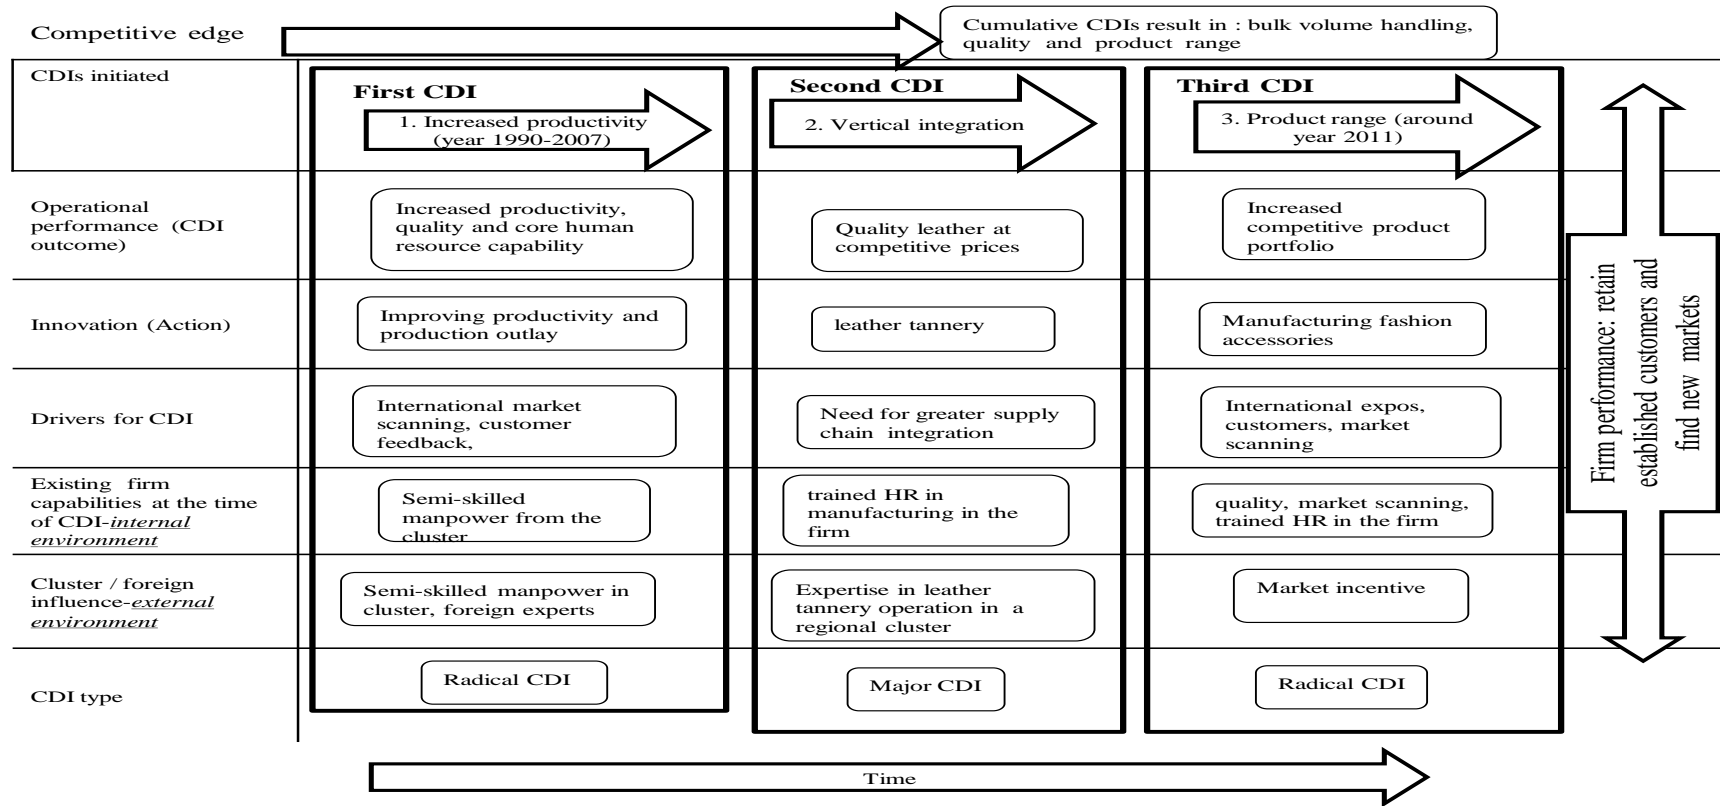 Competitive edge
Cumulative CDIs result in : bulk volume handling,
quality and product range
CDIs initiated
First CDI
1. Increased productivity
(year 1990-2007)
Second CDI
2. Vertical integration
Third CDI
3. Product range (around
year 2011)
Operational
performance (CDI
outcome)
Increased productivity,
quality and core human
resource capability
Quality leather at
competitive prices
Increased
competitive product
portfolio
Innovation (Action)
Improving productivity and
production outlay
leather tannery
Manufacturing fashion
accessories
Drivers for CDI
International market
scanning, customer
feedback,
Need for greater supply
chain integration
International expos,
customers, market
scanning
Existing firm
capabilities at the time
of CDI-internal
environment
Semi-skilled
manpower from the
cluster
trained HR in
manufacturing in the
firm
quality, market scanning,
trained HR in the firm
Cluster / foreign
influence-external
environment
Semi-skilled manpower in
cluster, foreign experts
Expertise in leather
tannery operation in a
regional cluster
Market incentive
CDI type
Radical CDI
Major CDI
Radical CDI
Firm performance: retain
established customers and
find new markets
Time